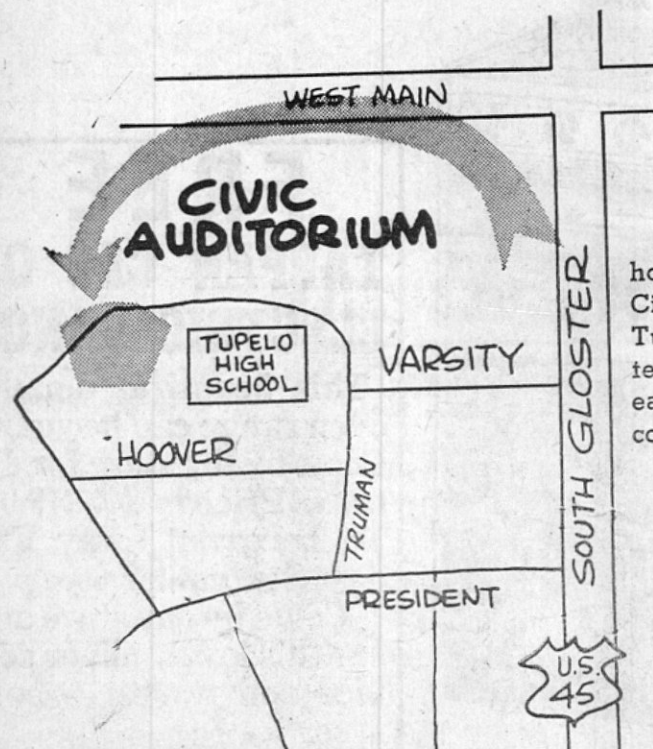 WEST MAIN
CIVIC
AUDITORIUM
TUPELO
HIGH
SCHOOL
VARSITY
HOOVER
TRUMAN
SOUTH GLOSTER
PRESIDENT
U.S.
45